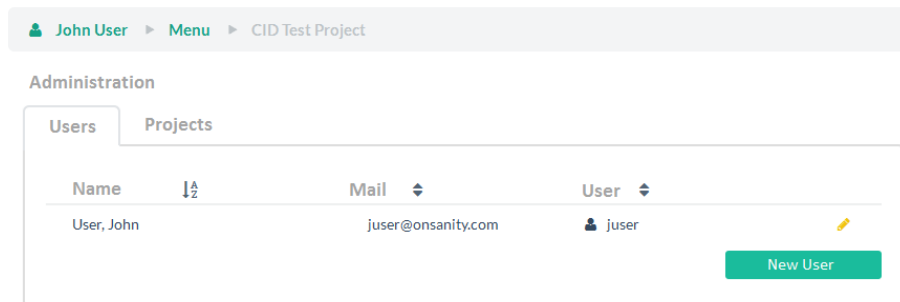 John User Menu CID Test Project
Administration
Users Projects
Name Mail User
User, John juser@onsanity.com juser
New User